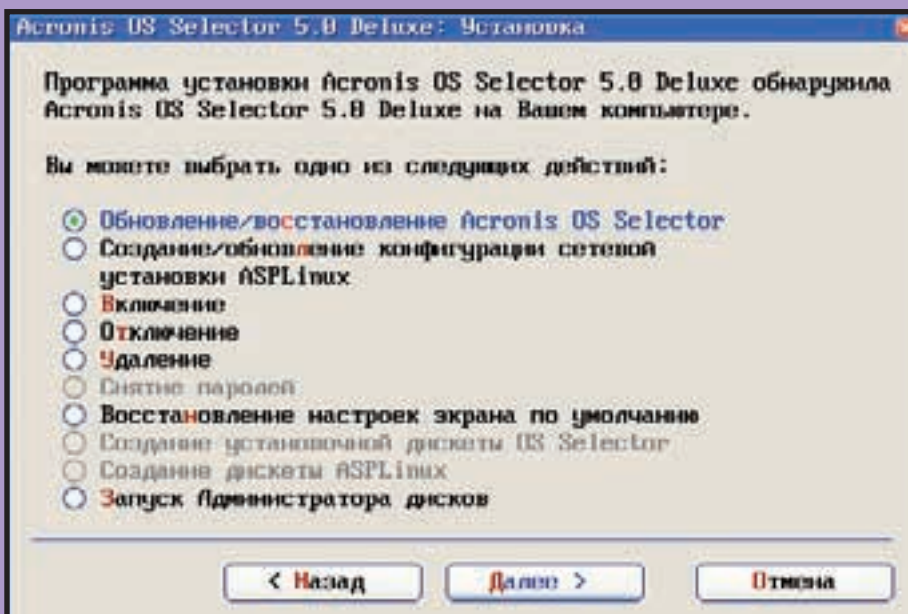 Acronis OS Selector 5.0 Deluxe: Установка
Программа установки Acronis OS Selector 5.0 Deluxe обнаружила
Acronis OS Selector 5.0 Deluxe на Вашем компьютере.
Вы можете выбрать одно из следующих действий:
Обновление/восстановление Acronis OS Selector
Создание/обновление конфигурации сетевой
установки ASPLinux
Включение
Отключение
Удаление
Снятие паролей
Восстановление настроек экрана по умолчанию
Создание установочной дискеты OS Selector
Создание дискеты ASPLinux
Запуск Администратора дисков
< Назад
Далее >
Отмена